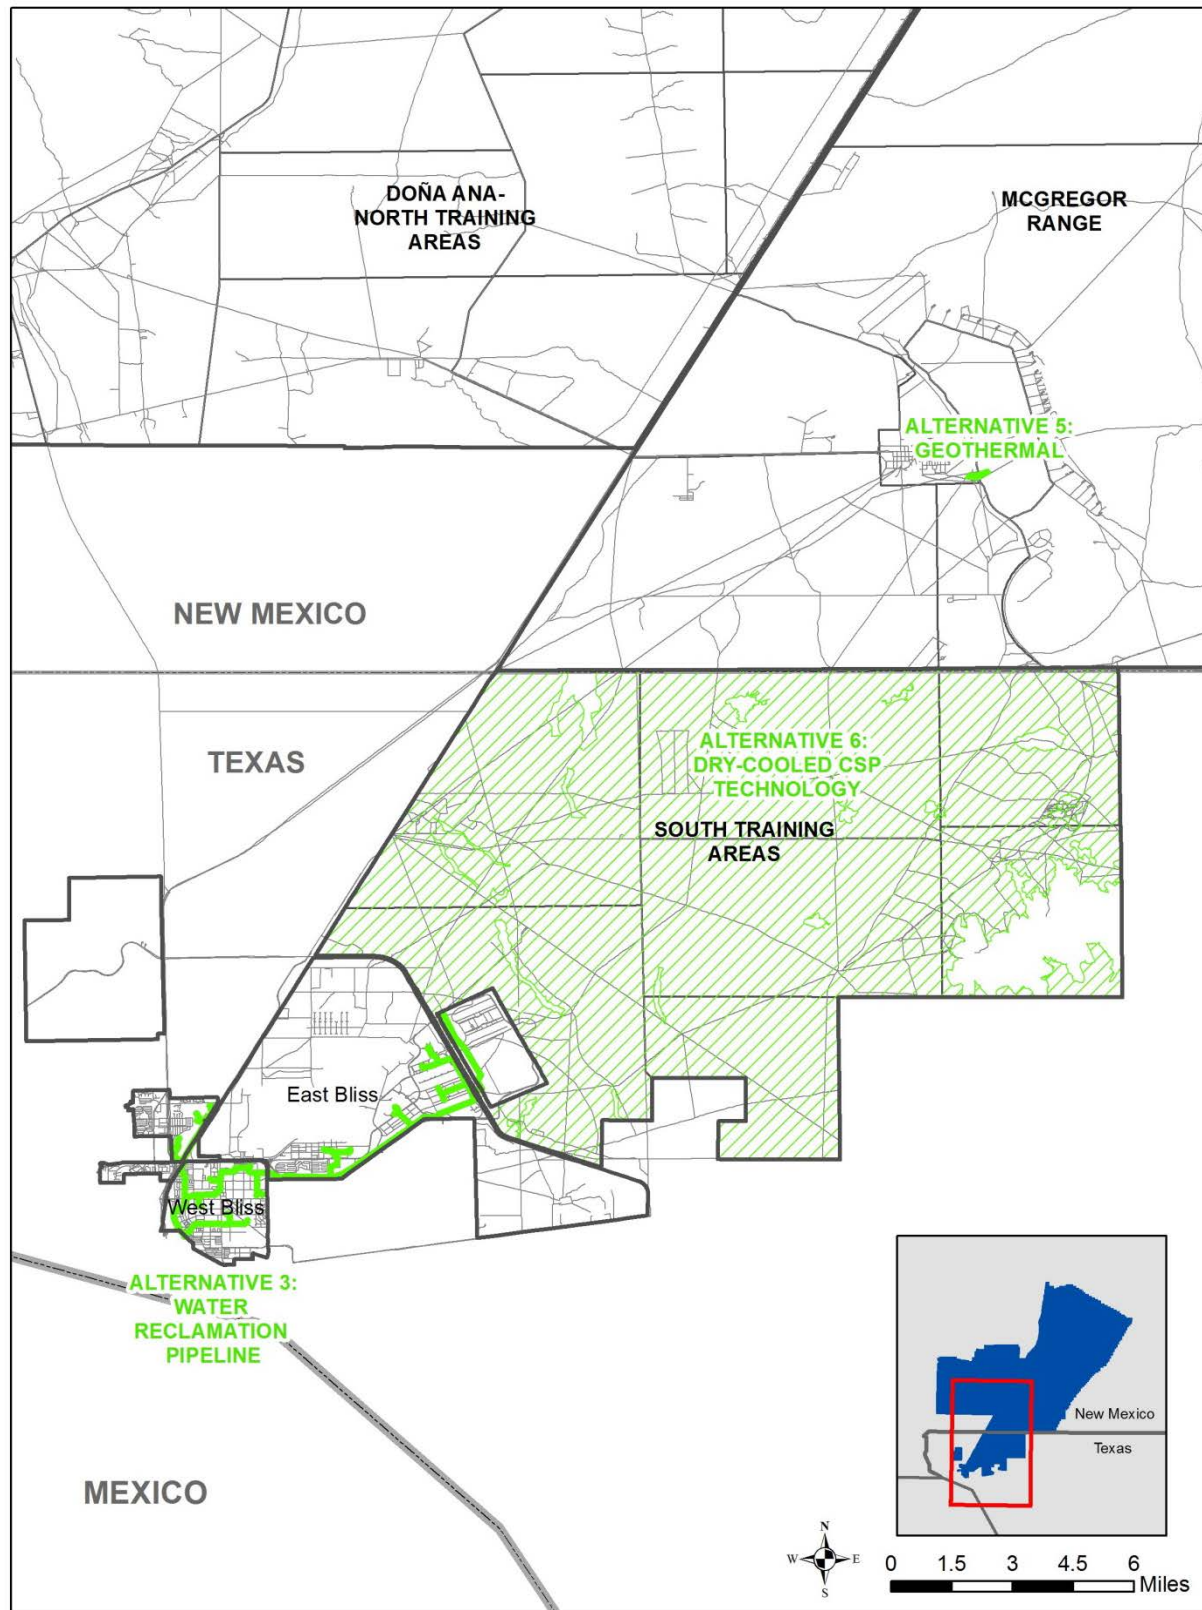 DOÑA ANA-
NORTH TRAINING
AREAS
MCGREGOR
RANGE
ALTERNATIVE 5:
GEOTHERMAL
NEW MEXICO
TEXAS
ALTERNATIVE 6:
DRY-COOLED CSP
TECHNOLOGY
SOUTH TRAINING
AREAS
East Bliss
West Bliss
ALTERNATIVE 3:
WATER
RECLAMATION
PIPELINE
MEXICO
New Mexico
Texas
N
W E
S
0 1.5 3 4.5 6
Miles